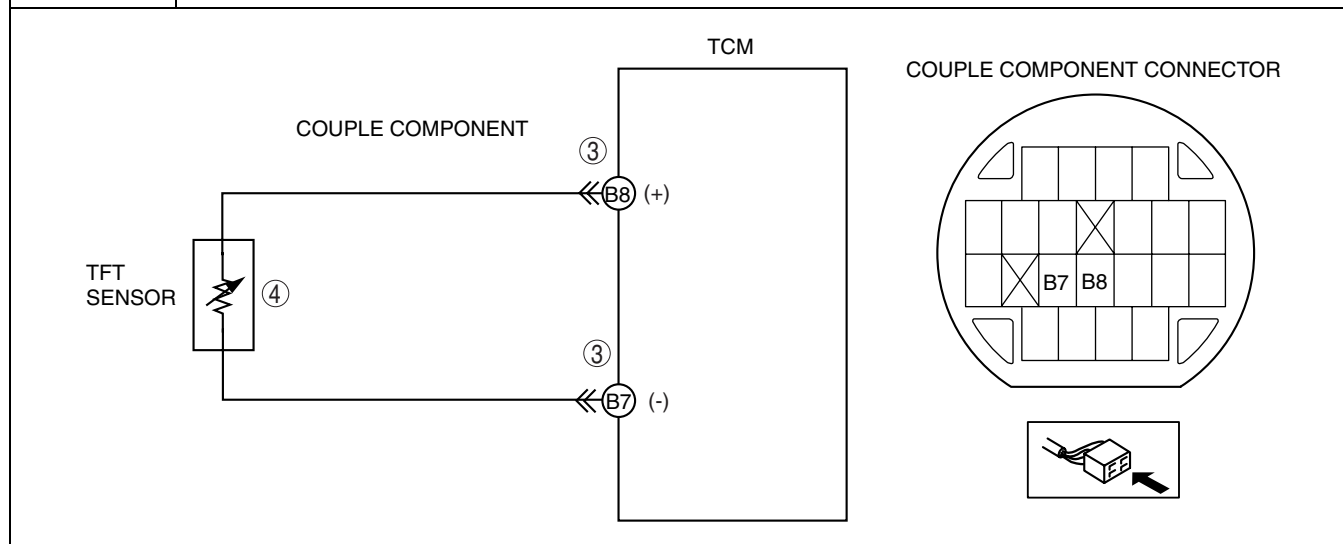 TCM
COUPLE COMPONENT CONNECTOR
COUPLE COMPONENT
③
B8 (+)
TFT
SENSOR
④
B7 B8
③
B7 (-)